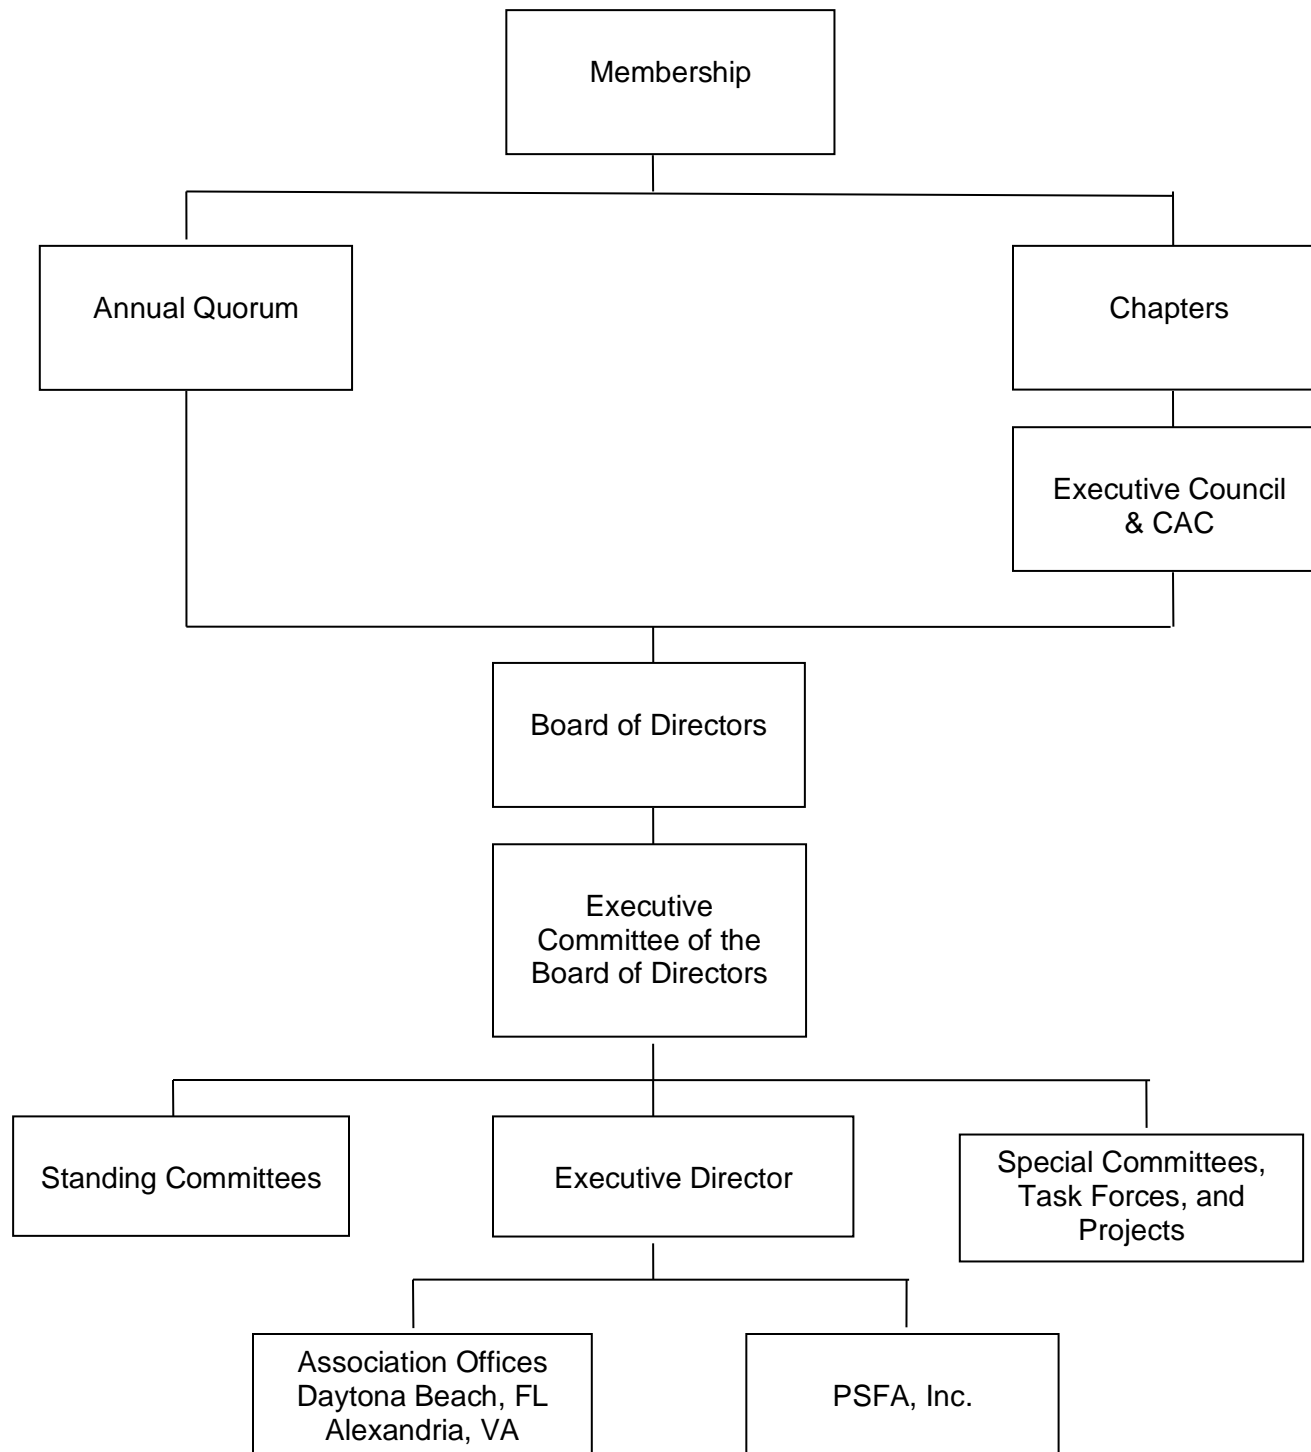 Membership
Annual Quorum
Chapters
Executive Council
& CAC
Board of Directors
Executive
Committee of the
Board of Directors
Standing Committees
Executive Director
Special Committees,
Task Forces, and
Projects
Association Offices
Daytona Beach, FL
Alexandria, VA
PSFA, Inc.